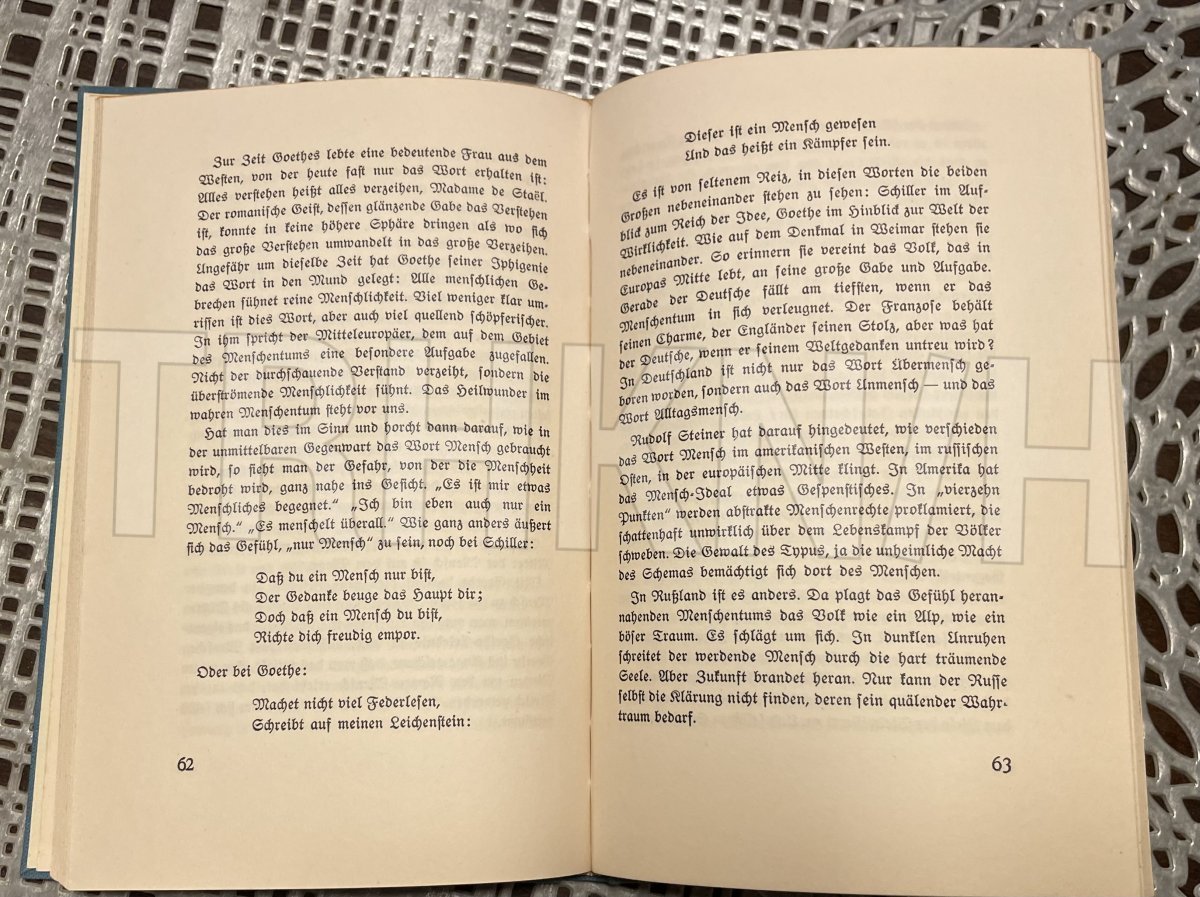 Zur Zeit Goethes lebte eine bedeutende Frau aus dem
Westen, von der heute fast nur das Wort erhalten ist:
Alles verstehen heißt alles verzeihen, Madame de Staël.
Der romanische Geist, dessen glänzende Gabe das Verstehen
ist, konnte in keine höhere Sphäre dringen als wo sich
das große Verstehen umwandelt in das große Verzeihen.
Ungefähr um dieselbe Zeit hat Goethe seiner Iphigenie
das Wort in den Mund gelegt: Alle menschlichen Ge-
brechen sühnet reine Menschlichkeit. Viel weniger klar um-
rissen ist dies Wort, aber auch viel quellend schöpferischer.
In ihm spricht der Mitteleuropäer, dem auf dem Gebiet
des Menschentums eine besondere Aufgabe zugefallen.
Nicht der durchschauende Verstand verzeiht, sondern die
überströmende Menschlichkeit sühnt. Das Heilwunder im
wahren Menschentum steht vor uns.
Hat man dies im Sinn und horcht dann darauf, wie in
der unmittelbaren Gegenwart das Wort Mensch gebraucht
wird, so sieht man der Gefahr, von der die Menschheit
bedroht wird, ganz nahe ins Gesicht. „Es ist mir etwas
Menschliches begegnet.“ „Ich bin eben auch nur ein
Mensch.“ „Es menschelt überall.“ Wie ganz anders äußert
sich das Gefühl, „nur Mensch“ zu sein, noch bei Schiller:
Daß du ein Mensch nur bist,
Der Gedanke beuge das Haupt dir;
Doch daß ein Mensch du bist,
Richte dich freudig empor.
Oder bei Goethe:
Machet nicht viel Federlesen,
Schreibt auf meinen Leichenstein:
62
Dieser ist ein Mensch gewesen
Und das heißt ein Kämpfer sein.
Es ist von seltenem Reiz, in diesen Worten die beiden
Großen nebeneinander stehen zu sehen: Schiller im Auf-
blick zum Reich der Idee, Goethe im Hinblick zur Welt der
Wirklichkeit. Wie auf dem Denkmal in Weimar stehen sie
nebeneinander. So erinnern sie vereint das Volk, das in
Europas Mitte lebt, an seine große Gabe und Aufgabe.
Gerade der Deutsche fällt am tiefsten, wenn er das
Menschentum in sich verleugnet. Der Franzose behält
seinen Charme, der Engländer seinen Stolz, aber was hat
der Deutsche, wenn er seinem Weltgedanken untreu wird?
In Deutschland ist nicht nur das Wort Übermensch ge-
boren worden, sondern auch das Wort Unmensch — und das
Wort Alltagsmensch.
Rudolf Steiner hat darauf hingedeutet, wie verschieden
das Wort Mensch im amerikanischen Westen, im russischen
Osten, in der europäischen Mitte klingt. In Amerika hat
das Mensch-Ideal etwas Gespenstisches. In „vierzehn
Punkten“ werden abstrakte Menschenrechte proklamiert, die
schattenhaft unwirklich über dem Lebenskampf der Völker
schweben. Die Gewalt des Typus, ja die unheimliche Macht
des Schemas bemächtigt sich dort des Menschen.
In Rußland ist es anders. Da plagt das Gefühl heran-
nahenden Menschentums das Volk wie ein Alp, wie ein
böser Traum. Es schlägt um sich. In dunklen Unruhen
schreitet der werdende Mensch durch die hart träumende
Seele. Aber Zukunft brandet heran. Nur kann der Russe
selbst die Klärung nicht finden, deren sein quälender Wahr-
traum bedarf.
63